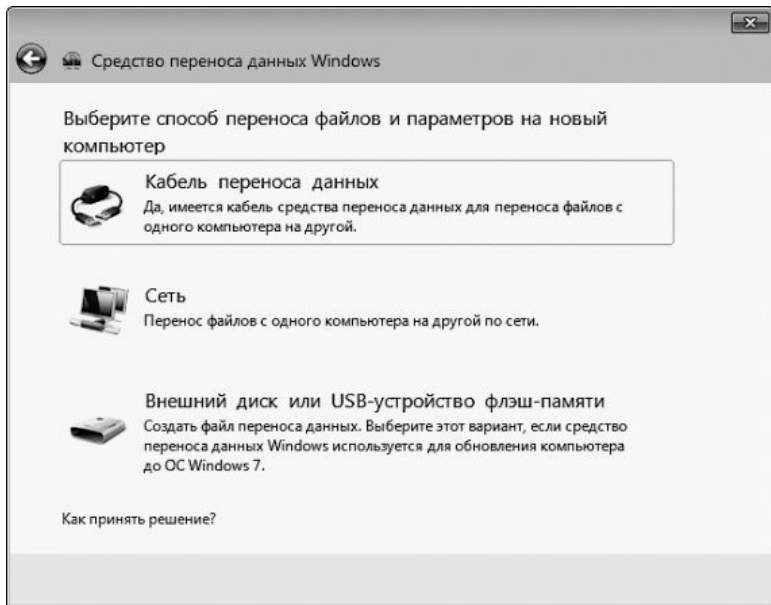 Средство переноса данных Windows
Выберите способ переноса файлов и параметров на новый
компьютер
Кабель переноса данных
Да, имеется кабель средства переноса данных для переноса файлов с
одного компьютера на другой.
Сеть
Перенос файлов с одного компьютера на другой по сети.
Внешний диск или USB-устройство флэш-памяти
Создать файл переноса данных. Выберите этот вариант, если средство
переноса данных Windows используется для обновления компьютера
до ОС Windows 7.
Как принять решение?